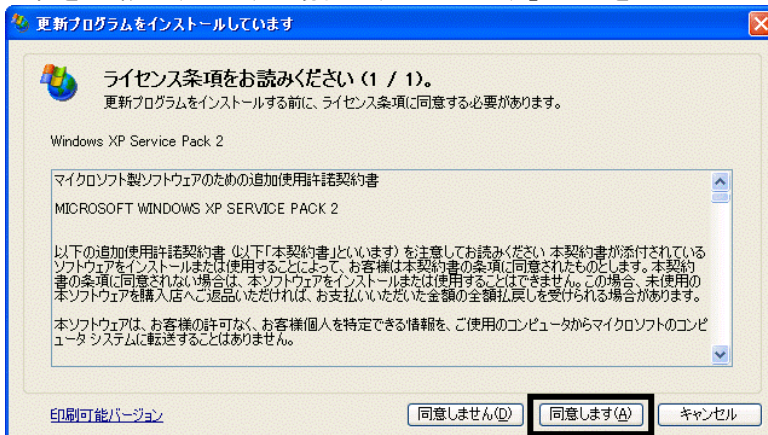 更新プログラムをインストールしています
ライセンス条項をお読みください (1 / 1)。
更新プログラムをインストールする前に、ライセンス条項に同意する必要があります。
Windows XP Service Pack 2
マイクロソフト製ソフトウェアのための追加使用許諾契約書
MICROSOFT WINDOWS XP SERVICE PACK 2
以下の追加使用許諾契約書 (以下「本契約書」といいます) を注意してお読みください 本契約書が添付されている
ソフトウェアをインストールまたは使用することによって、お客様は本契約書の条項に同意されたものとします。本契約
書の条項に同意されない場合は、本ソフトウェアをインストールまたは使用することはできません。この場合、未使用の
本ソフトウェアを購入店へご返品いただければ、お支払いいただいた金額の全額払戻しを受けられる場合があります。
本ソフトウェアは、お客様の許可なく、お客様個人を特定できる情報を、ご使用のコンピュータからマイクロソフトのコンピ
ュータ システムに転送することはありません。
印刷可能バージョン
同意しません(D)
同意します(A)
キャンセル